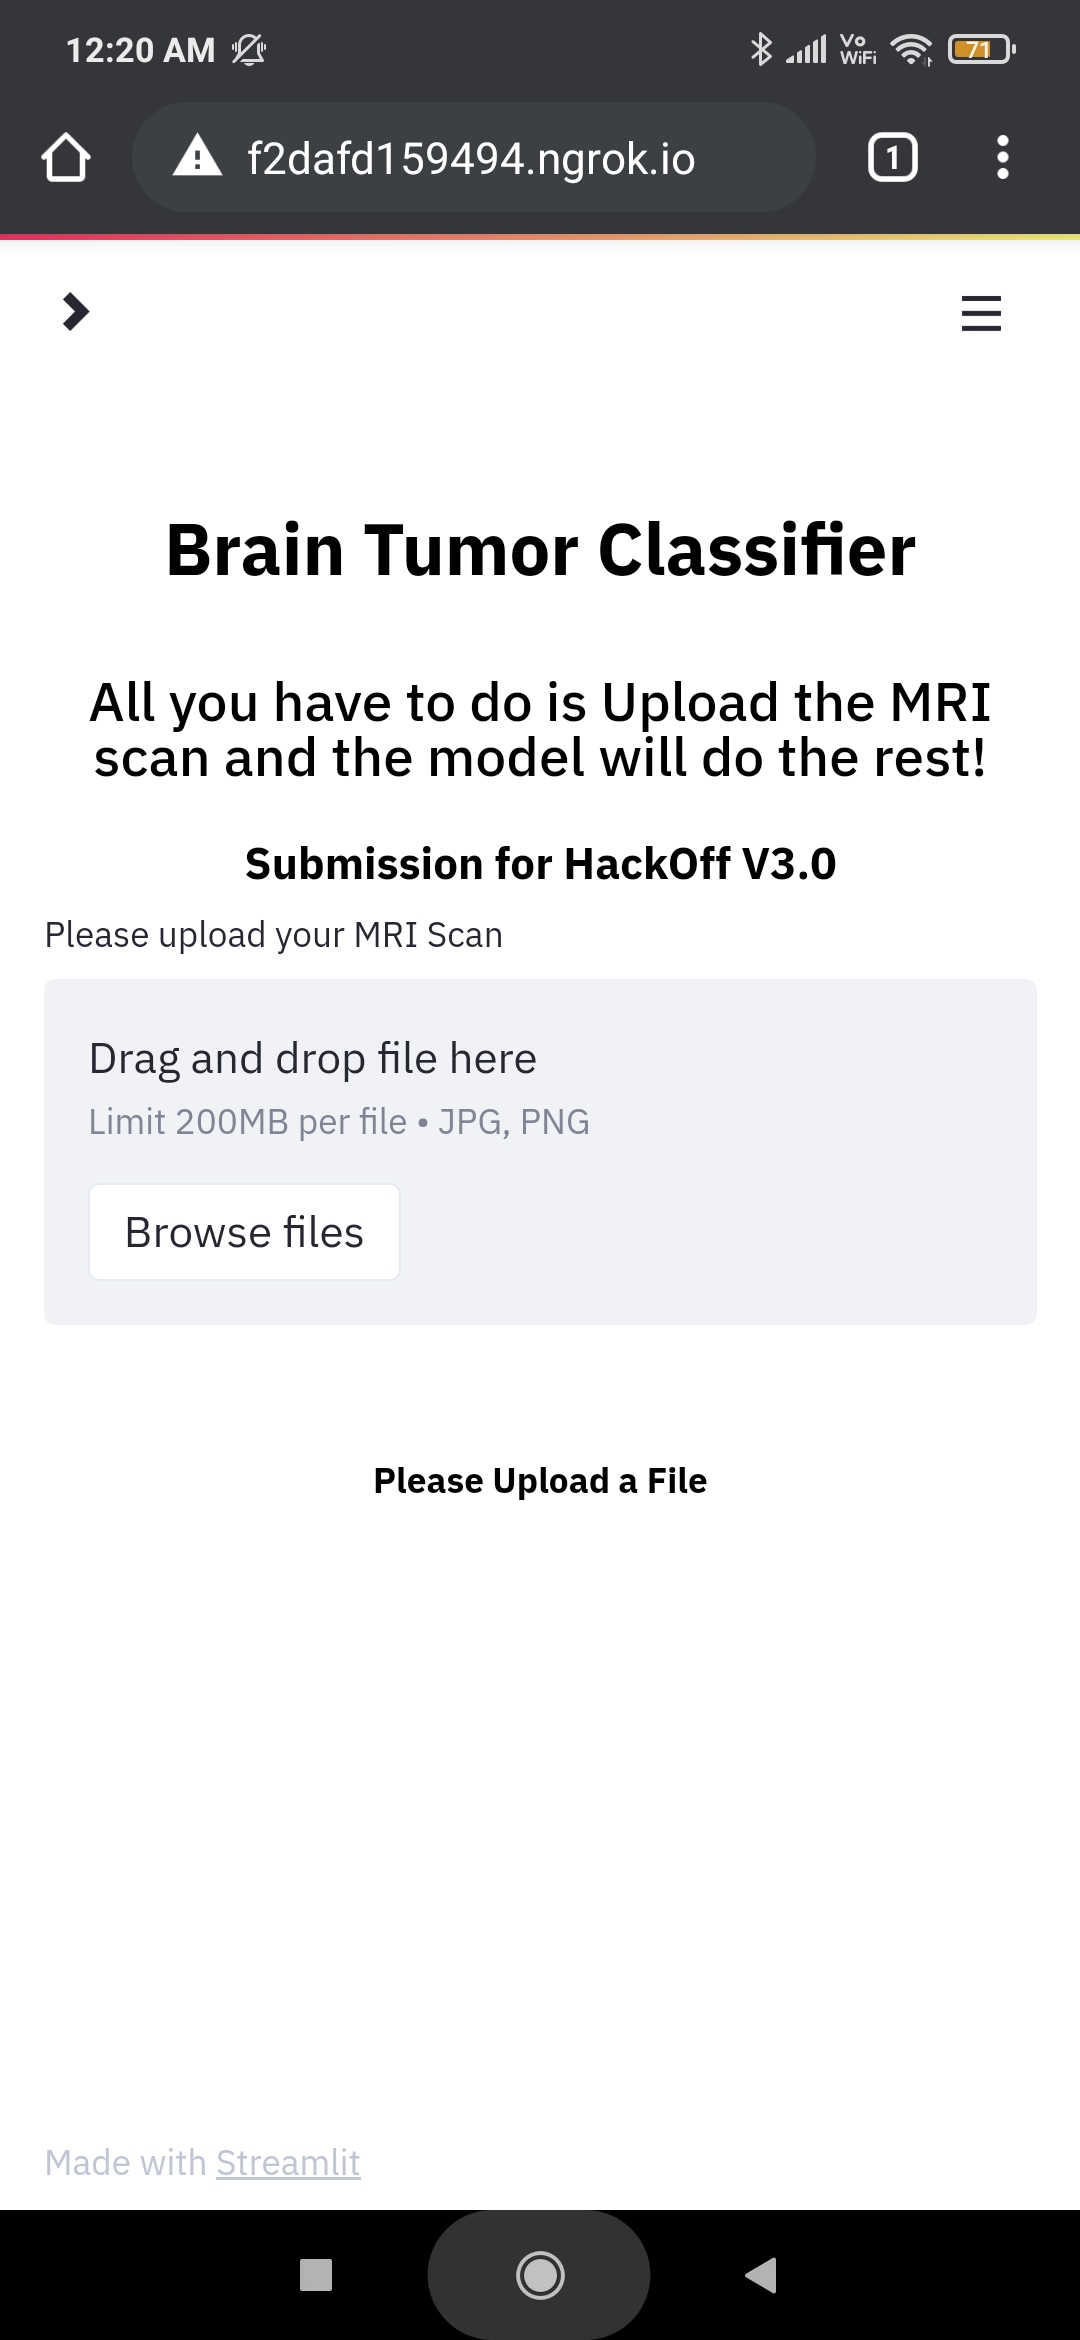 12:20 AM
Vo
WiFi
71
f2dafd159494.ngrok.io
1
Brain Tumor Classifier
All you have to do is Upload the MRI
scan and the model will do the rest!
Submission for HackOff V3.0
Please upload your MRI Scan
Drag and drop file here
Limit 200MB per file • JPG, PNG
Browse files
Please Upload a File
Made with Streamlit